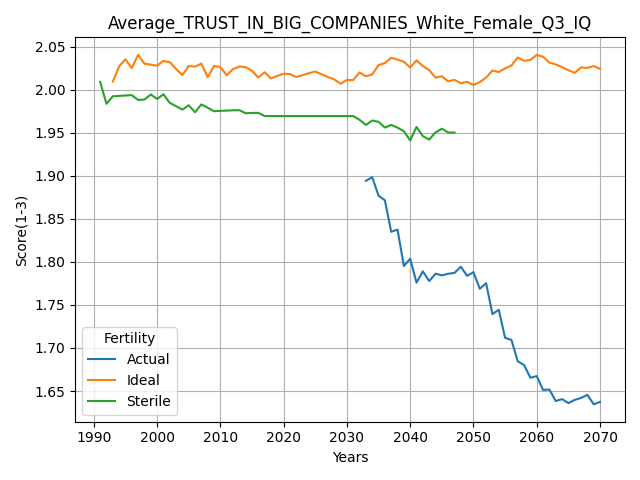 Average_TRUST_IN_BIG_COMPANIES_White_Female_Q3_IQ
2.05
2.00
1.95
1.90
1.85
1.80
1.75
1.70
1.65
Score(1-3)
Fertility
Actual
Ideal
Sterile
1990 2000 2010 2020 2030 2040 2050 2060 2070
Years